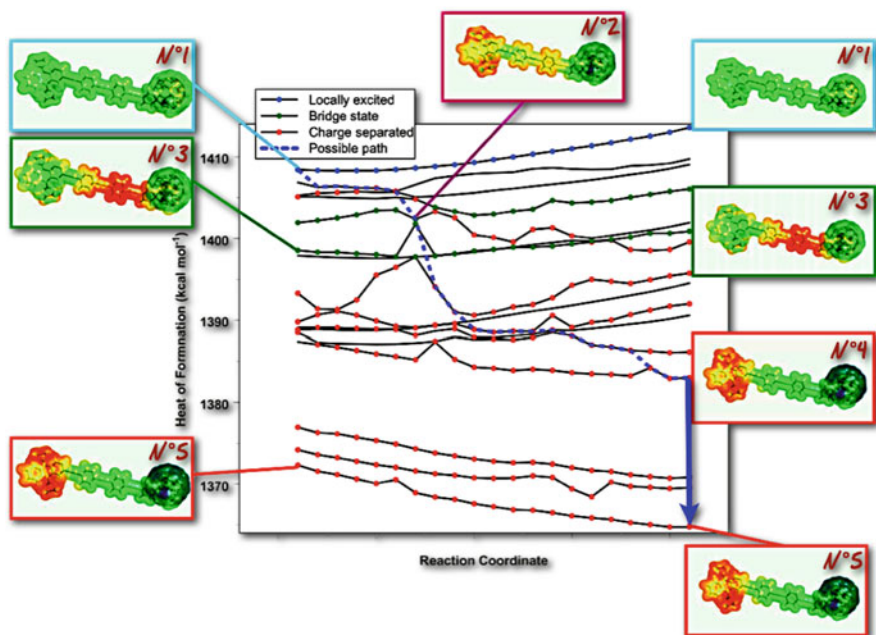 N°1
N°2
N°1
Locally excited
Bridge state
Charge separated
Possible path
N°3
N°3
N°4
N°5
N°5
Heat of Formnation (kcal mol⁻¹)
1410
1400
1390
1380
1370
Reaction Coordinate